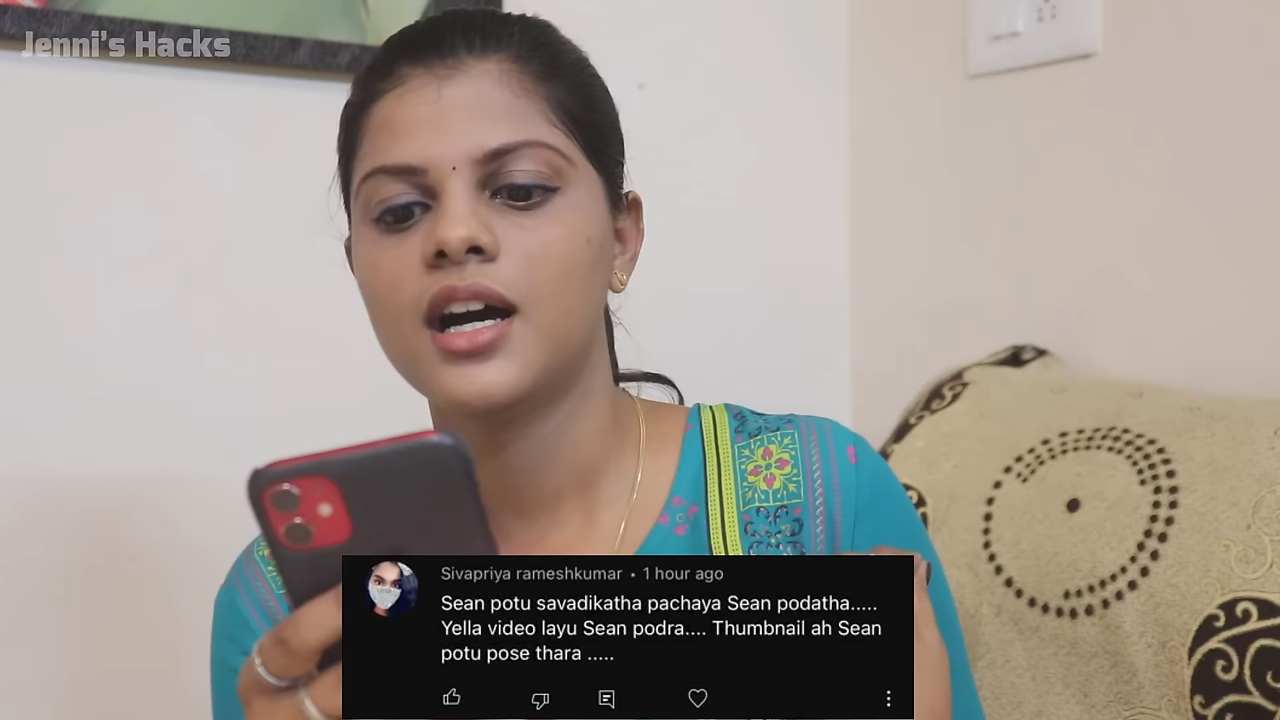 Jenni's Hacks
Sivapriya rameshkumar • 1 hour ago
Sean potu savadikatha pachaya Sean podatha.....
Yella video layu Sean podra.... Thumbnail ah Sean
potu pose thara .....